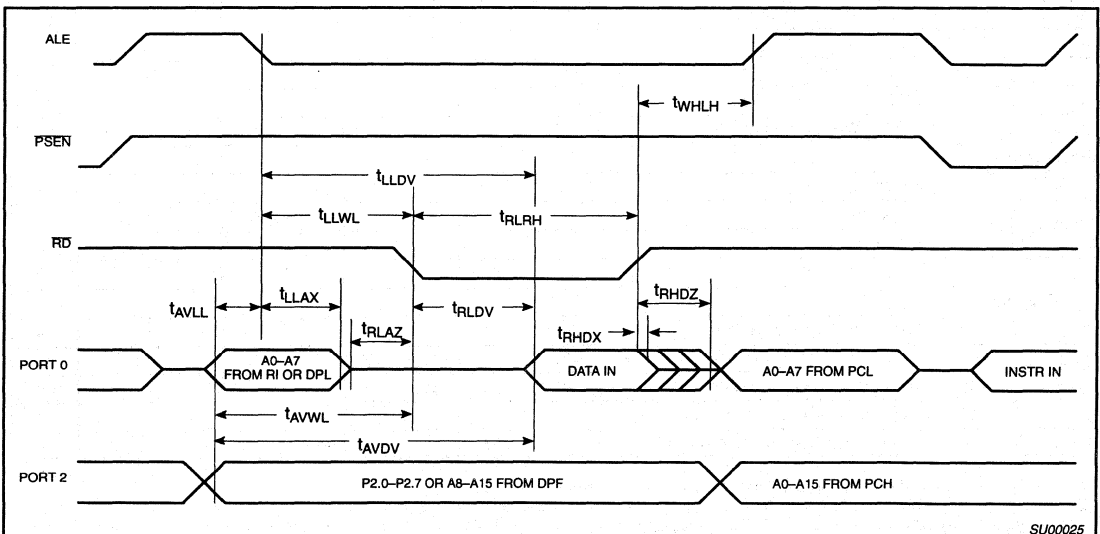 ALE
tWHLH
PSEN
tLLDV
tLLWL
tRLRH
RD
tAVLL
tLLAX
tRLAZ
tRLDV
tRHDZ
tRHDX
PORT 0
A0–A7
FROM RI OR DPL
DATA IN
A0–A7 FROM PCL
INSTR IN
tAVWL
tAVDV
PORT 2
P2.0–P2.7 OR A8–A15 FROM DPF
A0–A15 FROM PCH
SU00025